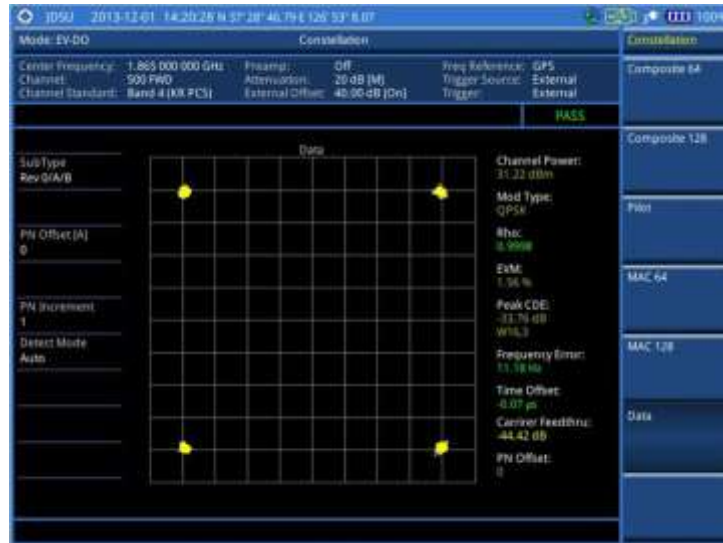 JDSU 2013-12-01 14:20:28 N 37° 28' 46.79 E 126° 53' 8.07 100%
Mode: EV-DO Constellation
Center Frequency: 1.865 000 000 GHz Preamp: Off Freq Reference: GPS
Channel: 500 FWD Attenuation: 20 dB [M] Trigger Source: External
Channel Standard: Band 4 (KR PCS) External Offset: 40.00 dB [On] Trigger: External
PASS
Data
SubType
Rev 0/A/B
PN Offset [A]
0
PN Increment
1
Detect Mode
Auto
Channel Power:
31.22 dBm
Mod Type:
QPSK
Rho:
0.9998
EVM:
1.56 %
Peak CDE:
-33.76 dB
W16,3
Frequency Error:
11.18 Hz
Time Offset:
-0.07 µs
Carrier Feedthru:
-44.42 dB
PN Offset:
0
Constellation
Composite 64
Composite 128
Pilot
MAC 64
MAC 128
Data